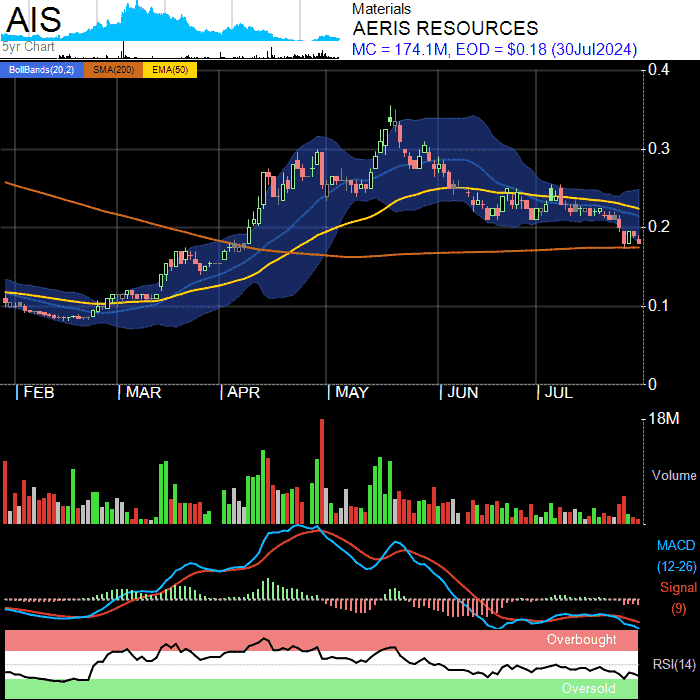 AIS
5yr Chart
Materials
AERIS RESOURCES
MC = 174.1M, EOD = $0.18 (30Jul2024)
BollBands(20,2) SMA(200) EMA(50)
0.4
0.3
0.2
0.1
0
FEB MAR APR MAY JUN JUL
18M
Volume
MACD
(12-26)
Signal
(9)
Overbought
RSI(14)
Oversold